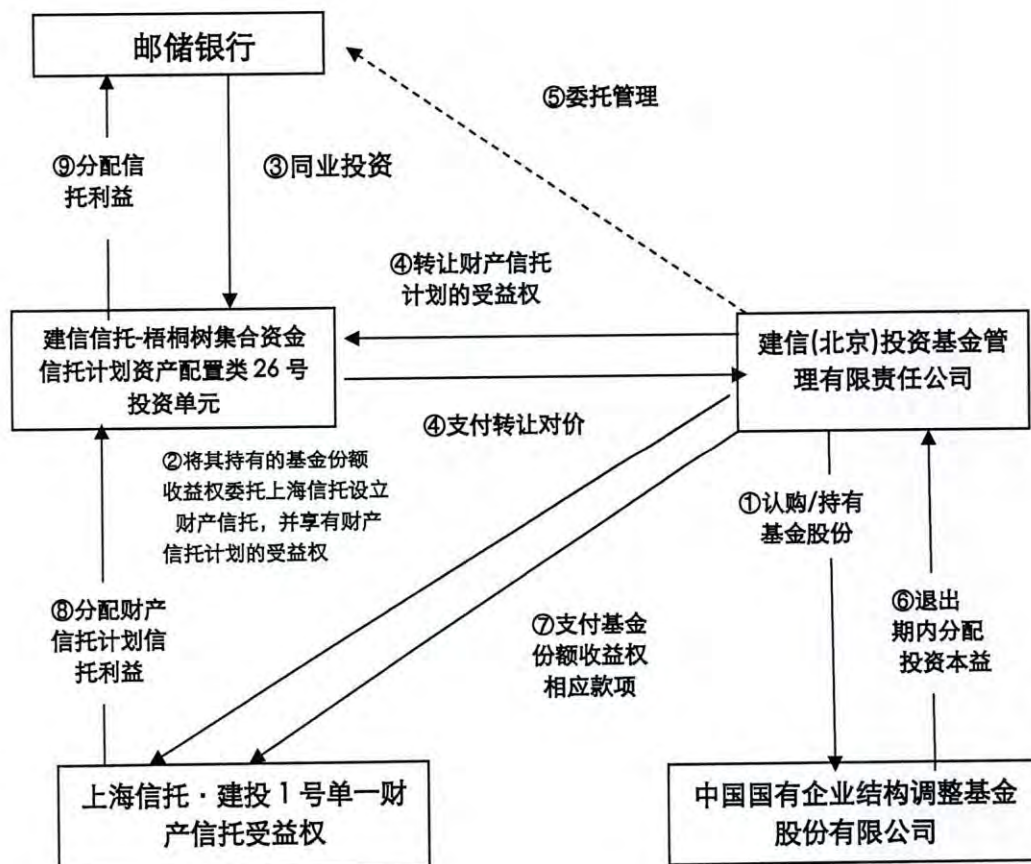 邮储银行
⑤委托管理
⑨分配信
托利益
③同业投资
④转让财产信托
计划的受益权
建信信托-梧桐树集合资金
信托计划资产配置类 26 号
投资单元
建信(北京)投资基金管
理有限责任公司
④支付转让对价
②将其持有的基金份额
收益权委托上海信托设立
财产信托，并享有财产
信托计划的受益权
①认购/持有
基金股份
⑧分配财产
信托计划信
托利益
⑦支付基金
份额收益权
相应款项
⑥退出
期内分配
投资本益
上海信托·建投 1 号单一财
产信托受益权
中国国有企业结构调整基金
股份有限公司